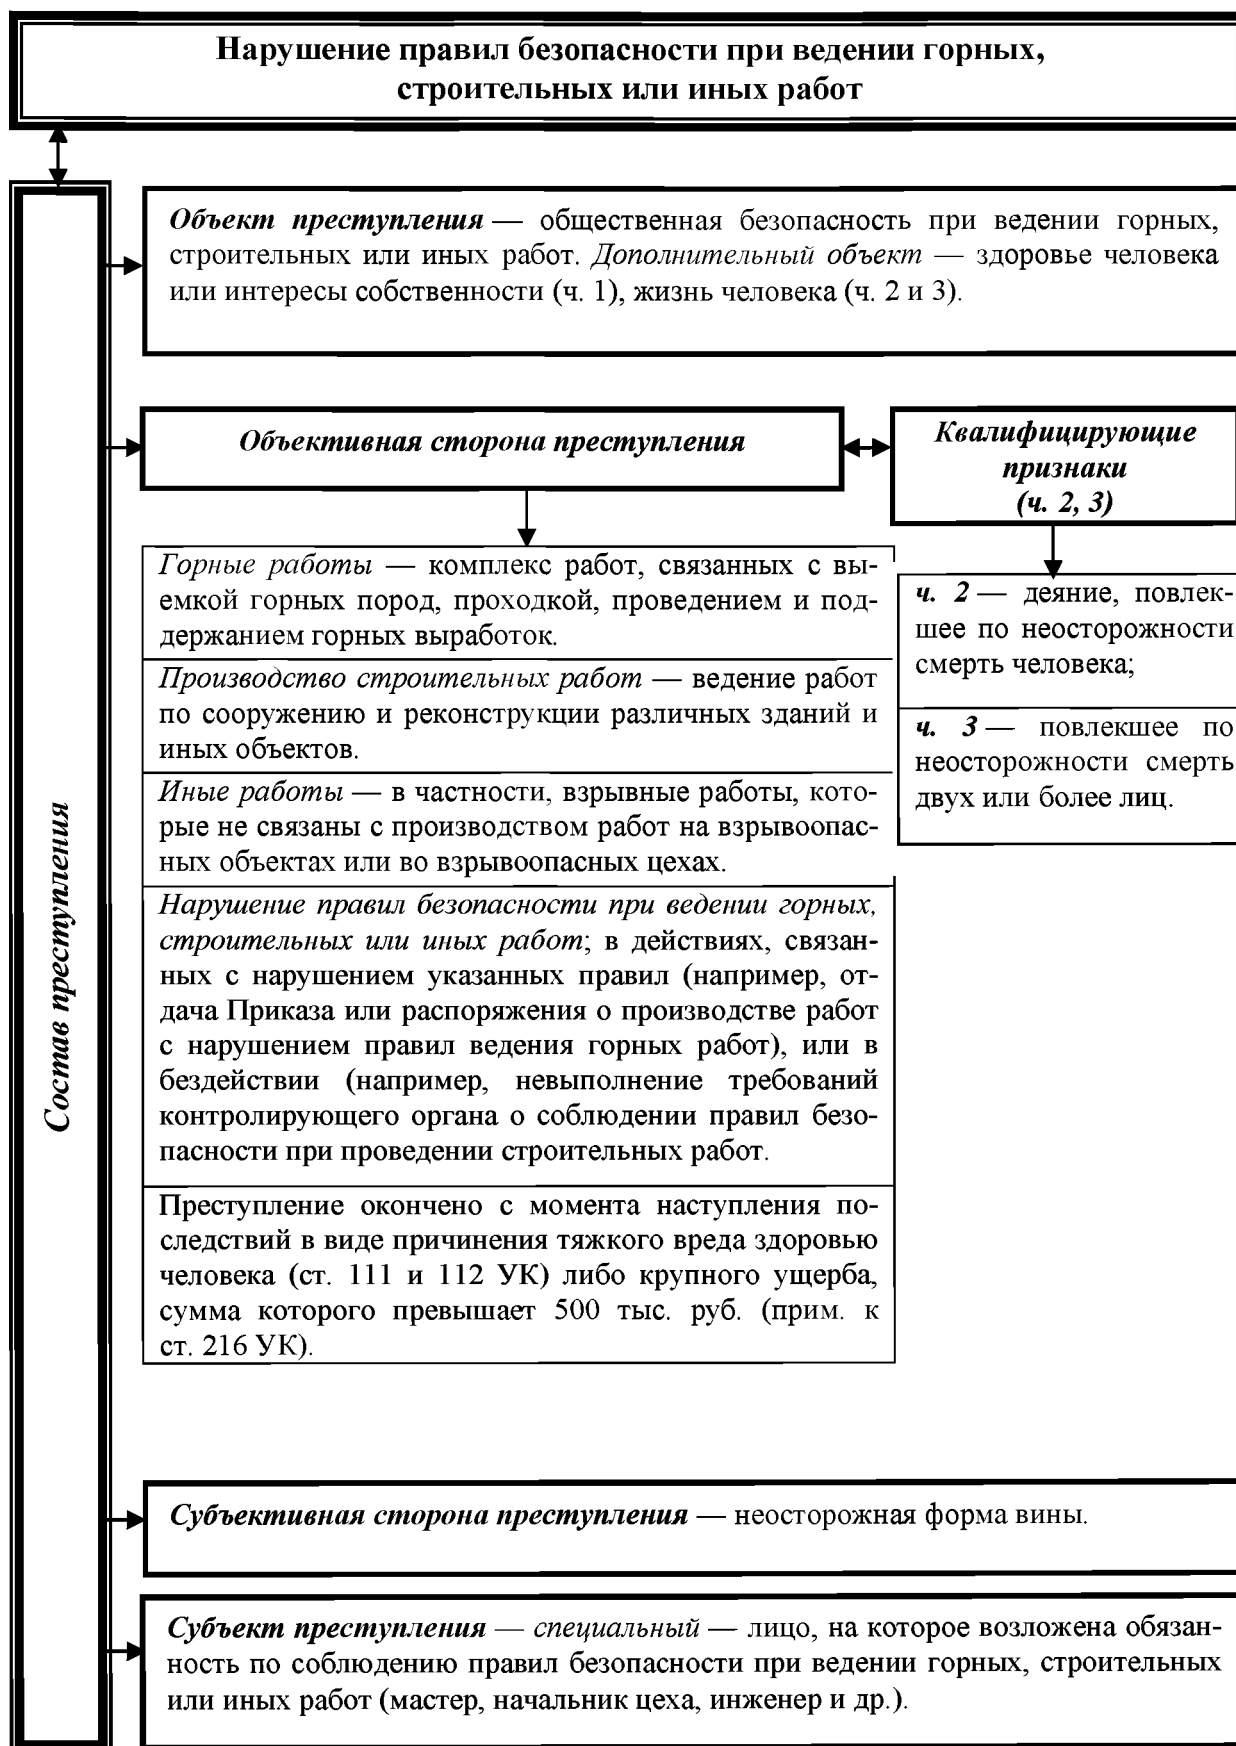 Нарушение правил безопасности при ведении горных,
строительных или иных работ
Состав преступления
Объект преступления — общественная безопасность при ведении горных,
строительных или иных работ. Дополнительный объект — здоровье человека
или интересы собственности (ч. 1), жизнь человека (ч. 2 и 3).
Объективная сторона преступления
Горные работы — комплекс работ, связанных с вы-
емкой горных пород, проходкой, проведением и под-
держанием горных выработок.
Производство строительных работ — ведение работ
по сооружению и реконструкции различных зданий и
иных объектов.
Иные работы — в частности, взрывные работы, кото-
рые не связаны с производством работ на взрывоопас-
ных объектах или во взрывоопасных цехах.
Нарушение правил безопасности при ведении горных,
строительных или иных работ; в действиях, связан-
ных с нарушением указанных правил (например, от-
дача Приказа или распоряжения о производстве работ
с нарушением правил ведения горных работ), или в
бездействии (например, невыполнение требований
контролирующего органа о соблюдении правил безо-
пасности при проведении строительных работ.
Преступление окончено с момента наступления по-
следствий в виде причинения тяжкого вреда здоровью
человека (ст. 111 и 112 УК) либо крупного ущерба,
сумма которого превышает 500 тыс. руб. (прим. к
ст. 216 УК).
Квалифицирующие
признаки
(ч. 2, 3)
ч. 2 — деяние, повлек-
шее по неосторожности
смерть человека;
ч. 3 — повлекшее по
неосторожности смерть
двух или более лиц.
Субъективная сторона преступления — неосторожная форма вины.
Субъект преступления — специальный — лицо, на которое возложена обязан-
ность по соблюдению правил безопасности при ведении горных, строительных
или иных работ (мастер, начальник цеха, инженер и др.).